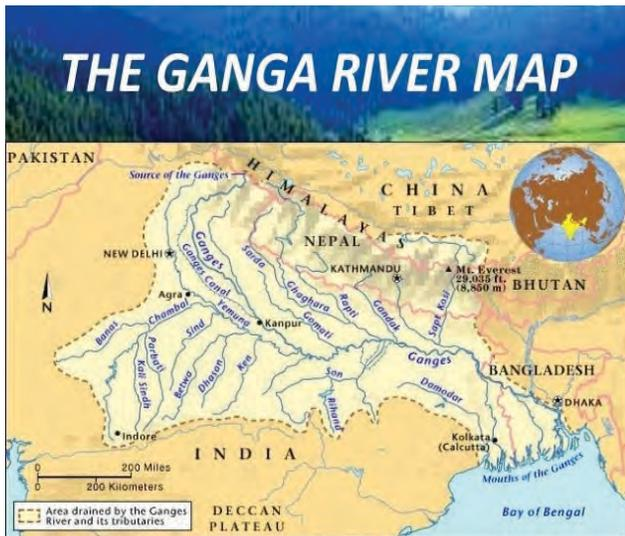 THE GANGA RIVER MAP
PAKISTAN
Source of the Ganges
HIMALAYAS
CHINA
TIBET
NEPAL
NEW DELHI
Ganges
Ganges Canal
Sarda
KATHMANDU
Mt. Everest
29,035 ft.
(8,850 m)
BHUTAN
N
Agra
Yemuna
Ghaghara
Rapti
Gandak
Sapt Kosi
Banas
Chambal
Sind
Kanpur
Gomati
Parbati
Kali Sindh
Betwa
Dhasan
Ken
Son
Rihand
Ganges
Damodar
BANGLADESH
DHAKA
Indore
INDIA
Kolkata
(Calcutta)
Mouths of the Ganges
0 200 Miles
0 200 Kilometers
Area drained by the Ganges
River and its tributaries
DECCAN
PLATEAU
Bay of Bengal